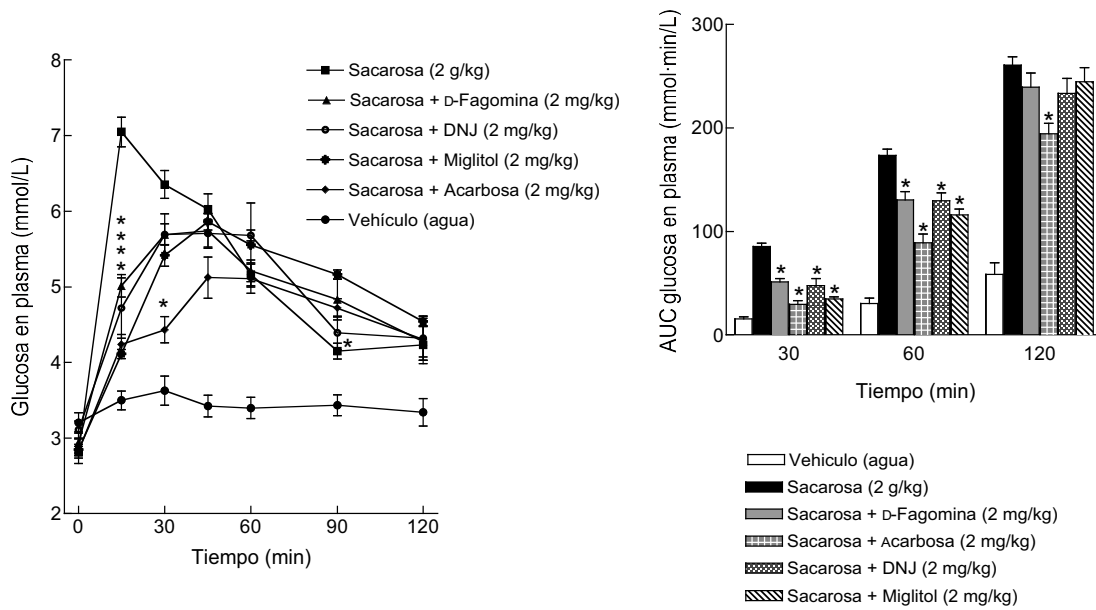 Glucosa en plasma (mmol/L)
8
7
6
5
4
3
2
0
30
60
90
120
Tiempo (min)
Sacarosa (2 g/kg)
Sacarosa + D-Fagomina (2 mg/kg)
Sacarosa + DNJ (2 mg/kg)
Sacarosa + Miglitol (2 mg/kg)
Sacarosa + Acarbosa (2 mg/kg)
Vehículo (agua)
*
*
*
*
*
*
AUC glucosa en plasma (mmol·min/L)
300
200
100
0
*
*
*
*
*
*
*
*
*
30
60
120
Tiempo (min)
Vehiculo (agua)
Sacarosa (2 g/kg)
Sacarosa + D-Fagomina (2 mg/kg)
Sacarosa + Acarbosa (2 mg/kg)
Sacarosa + DNJ (2 mg/kg)
Sacarosa + Miglitol (2 mg/kg)